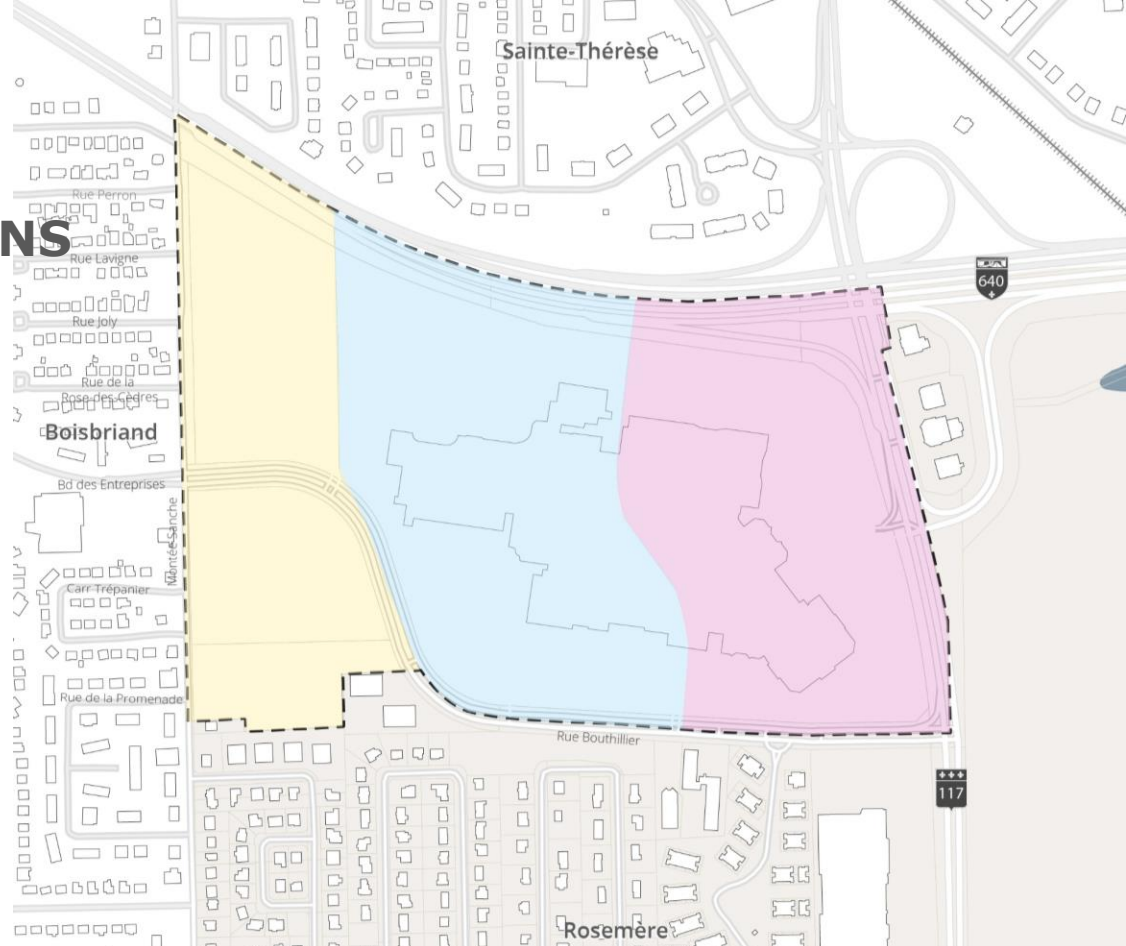 Sainte-Thérèse
Rue Perron
NS
Rue Lavigne
640
Rue Joly
Rue de la
Rose-des-Cèdres
Boisbriand
Bd des Entreprises
Montée Sanche
Carr Trépanier
Rue de la Promenade
Rue Bouthillier
117
Rosemère